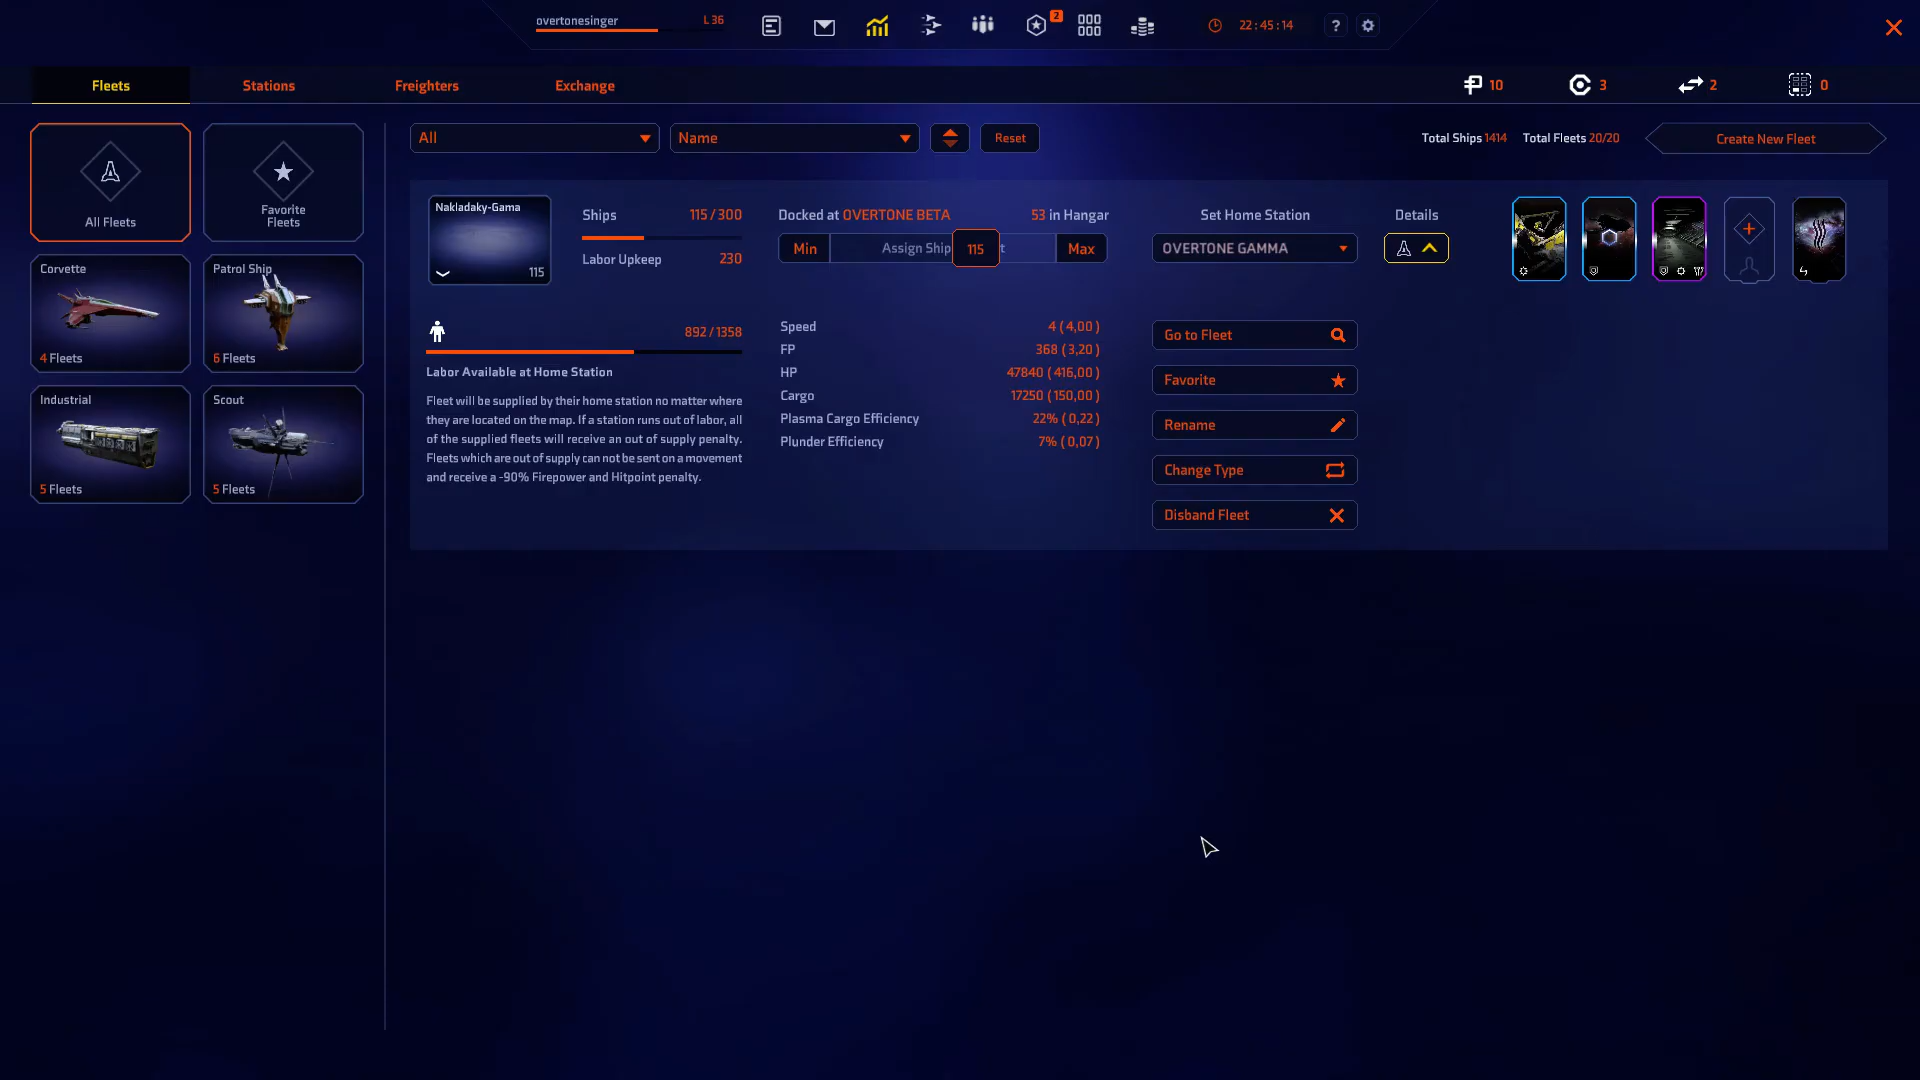 overtonesinger L 36
2
22:45:14 ?
Fleets Stations Freighters Exchange
10 3 2 0
All Name Reset
Total Ships 1414 Total Fleets 20/20 Create New Fleet
All Fleets
Favorite
Fleets
Corvette
4 Fleets
Patrol Ship
6 Fleets
Industrial
5 Fleets
Scout
5 Fleets
Nakladaky-Gama
115
Ships 115/300
Labor Upkeep 230
Docked at OVERTONE BETA 53 in Hangar
Min Assign Ship 115 t Max
Set Home Station
OVERTONE GAMMA
Details
892/1358
Labor Available at Home Station
Fleet will be supplied by their home station no matter where
they are located on the map. If a station runs out of labor, all
of the supplied fleets will receive an out of supply penalty.
Fleets which are out of supply can not be sent on a movement
and receive a -90% Firepower and Hitpoint penalty.
Speed 4 ( 4,00 )
FP 368 ( 3,20 )
HP 47840 ( 416,00 )
Cargo 17250 ( 150,00 )
Plasma Cargo Efficiency 22% ( 0,22 )
Plunder Efficiency 7% ( 0,07 )
Go to Fleet
Favorite
Rename
Change Type
Disband Fleet